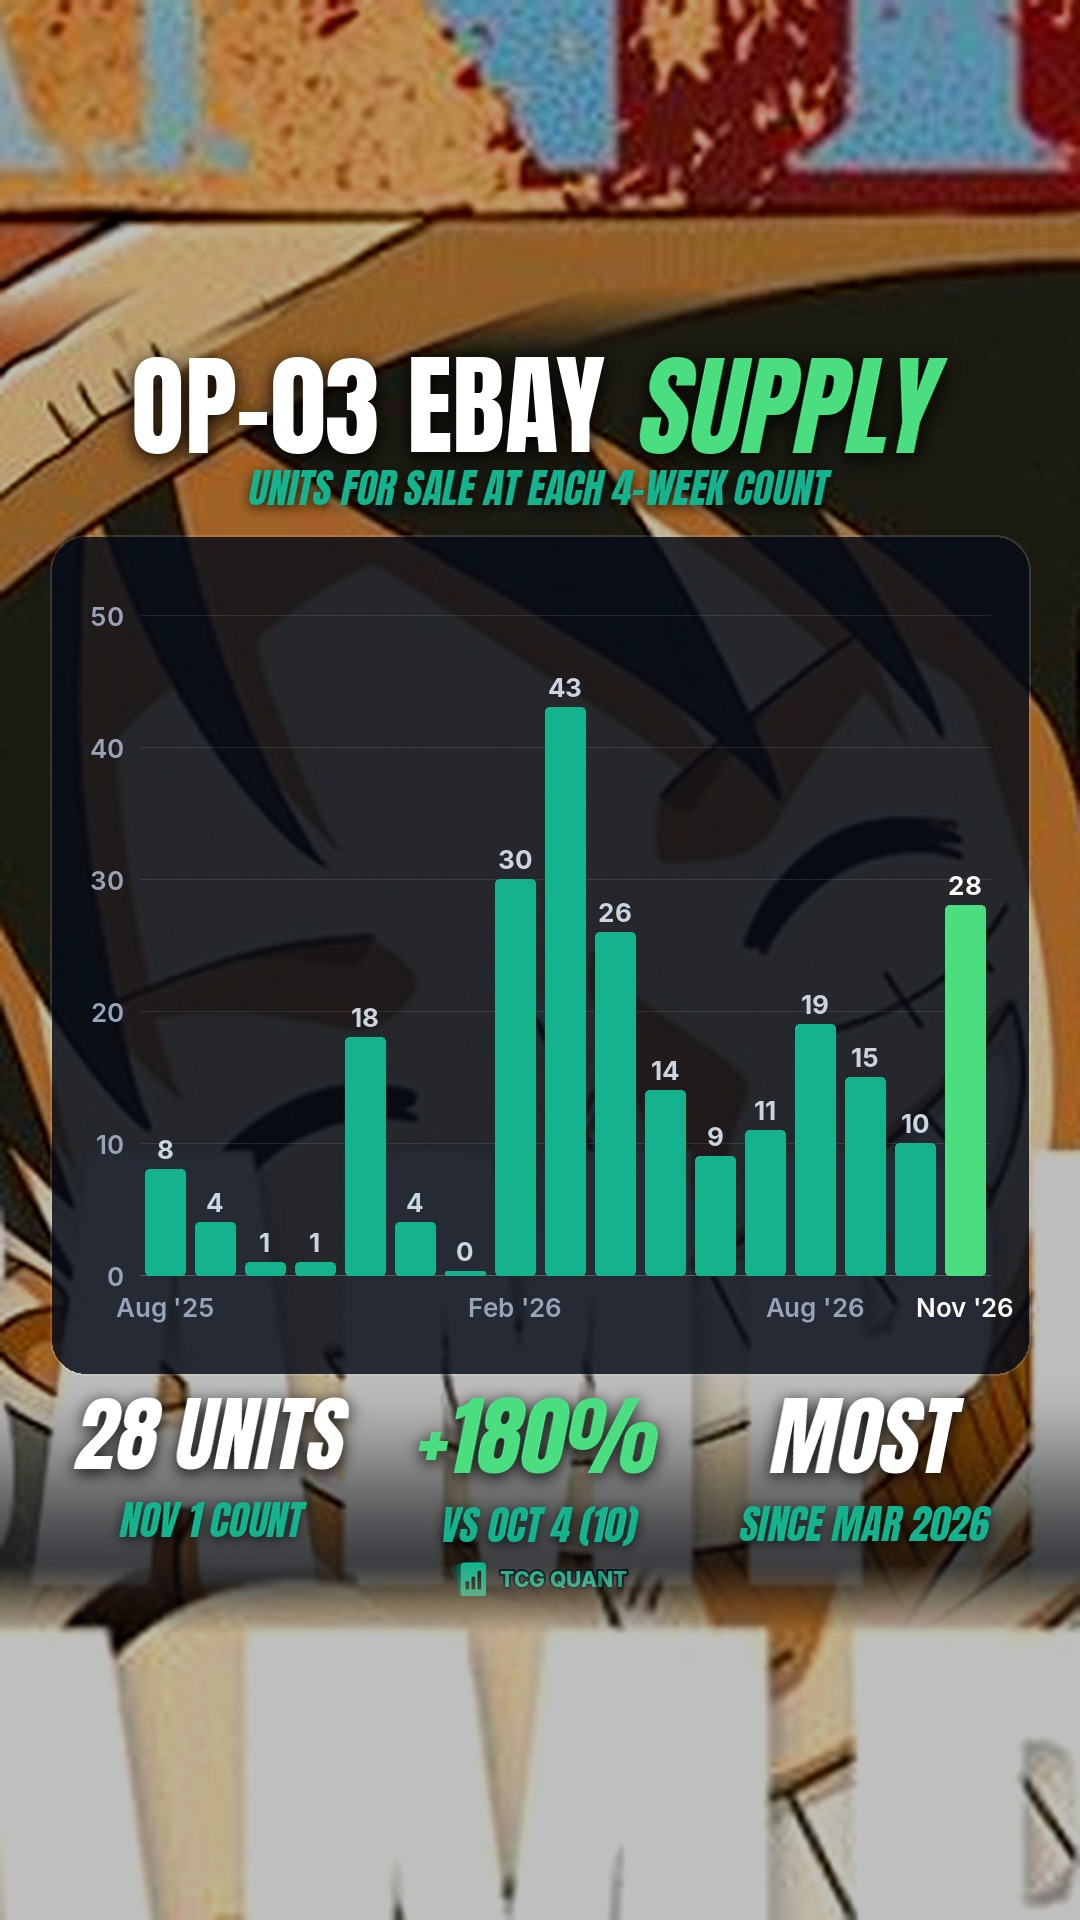 OP-03 EBAY SUPPLY
UNITS FOR SALE AT EACH 4-WEEK COUNT
50
40
30
20
10
0
8
4
1
1
18
4
0
30
43
26
14
9
11
19
15
10
28
Aug '25
Feb '26
Aug '26
Nov '26
28 UNITS
NOV 1 COUNT
+180%
VS OCT 4 (10)
MOST
SINCE MAR 2026
TCG QUANT